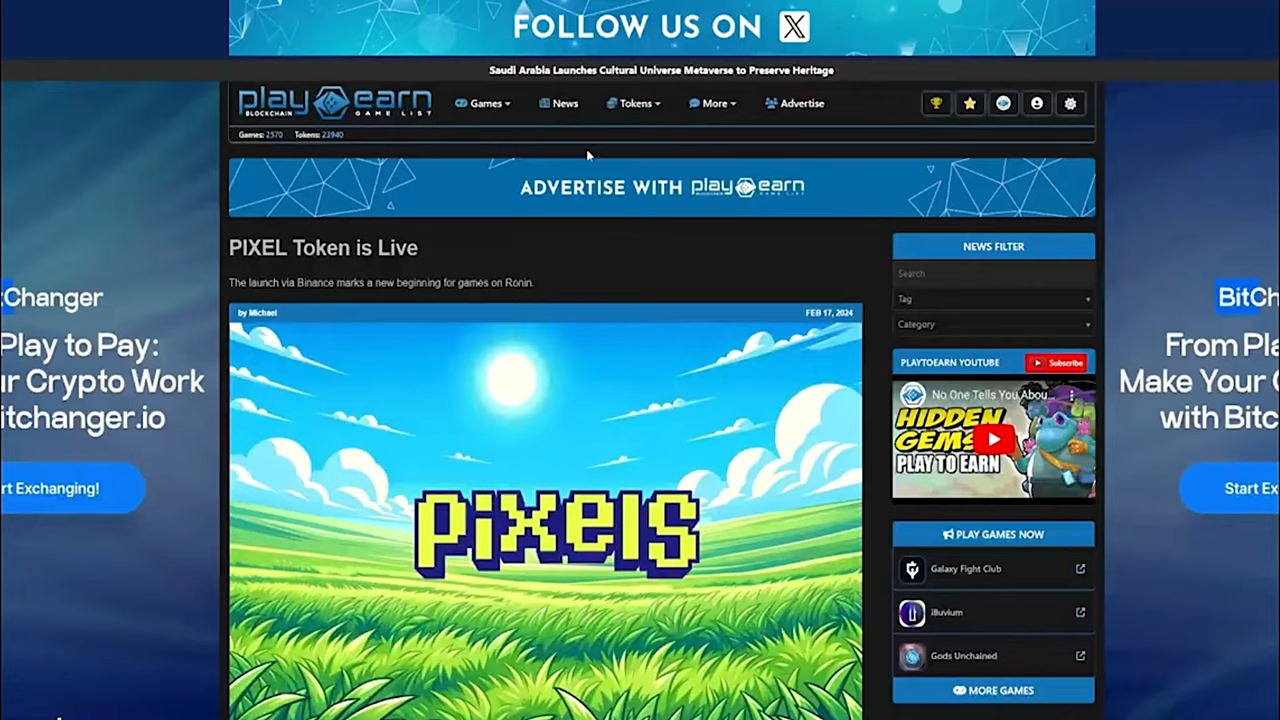 FOLLOW US ON X
Saudi Arabia Launches Cultural Universe Metaverse to Preserve Heritage
play earn
BLOCKCHAIN GAME LIST
Games News Tokens More Advertise
Games: 2570 Tokens: 23940
ADVERTISE WITH play earn
PIXEL Token is Live
The launch via Binance marks a new beginning for games on Ronin.
by Michael FEB 17, 2024
pixels
NEWS FILTER
Search
Tag
Category
PLAYTOEARN YOUTUBE Subscribe
No One Tells You Abou...
HIDDEN
GEMS
PLAY TO EARN
PLAY GAMES NOW
Galaxy Fight Club
illuvium
Gods Unchained
MORE GAMES
tChanger
Play to Pay:
ur Crypto Work
itchanger.io
rt Exchanging!
BitCh
From Pla
Make Your C
with Bitc
Start Ex